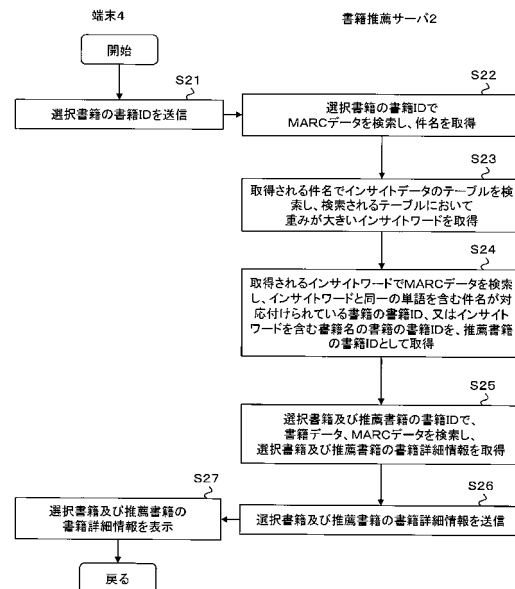 端末4
書籍推薦サーバ2
開始
S21
選択書籍の書籍IDを送信
S22
選択書籍の書籍IDで
MARCデータを検索し、件名を取得
S23
取得される件名でインサイトデータのテーブルを検
索し、検索されるテーブルにおいて
重みが大きいインサイトワードを取得
S24
取得されるインサイトワードでMARCデータを検索
し、インサイトワードと同一の単語を含む件名が対
応付けられている書籍の書籍ID、又はインサイト
ワードを含む書籍名の書籍の書籍IDを、推薦書籍
の書籍IDとして取得
S25
選択書籍及び推薦書籍の書籍IDで、
書籍データ、MARCデータを検索し、
選択書籍及び推薦書籍の書籍詳細情報を取得
S26
選択書籍及び推薦書籍の書籍詳細情報を送信
S27
選択書籍及び推薦書籍の
書籍詳細情報を表示
戻る